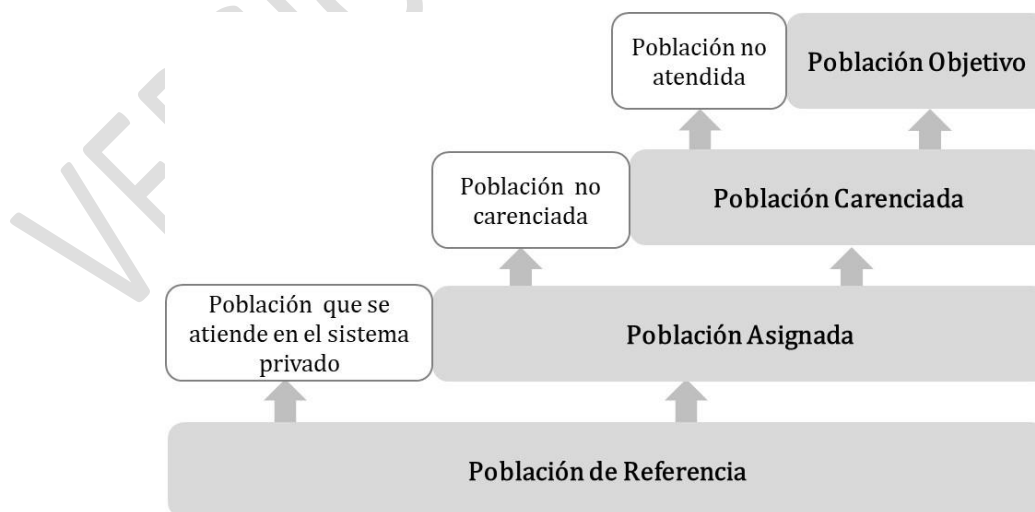 Población no
atendida
Población Objetivo
Población no
carenciada
Población Carenciada
Población que se
atiende en el sistema
privado
Población Asignada
Población de Referencia